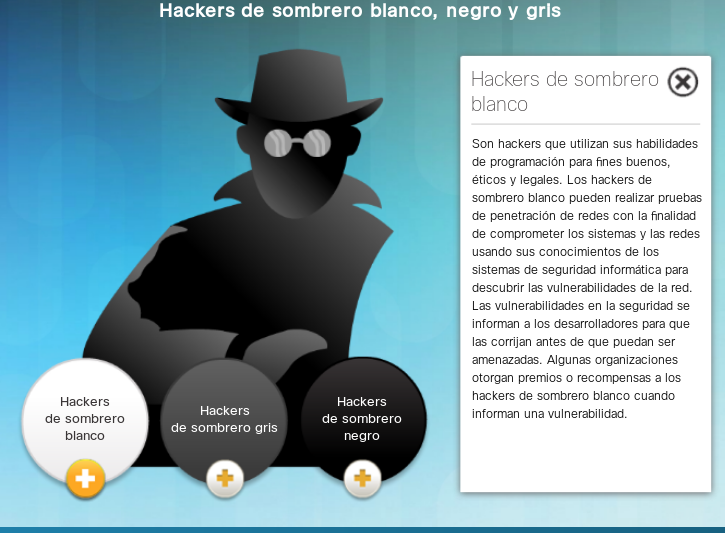 Hackers de sombrero blanco, negro y gris
Hackers de sombrero
blanco
Son hackers que utilizan sus habilidades
de programación para fines buenos,
éticos y legales. Los hackers de
sombrero blanco pueden realizar pruebas
de penetración de redes con la finalidad
de comprometer los sistemas y las redes
usando sus conocimientos de los
sistemas de seguridad informática para
descubrir las vulnerabilidades de la red.
Las vulnerabilidades en la seguridad se
informan a los desarrolladores para que
las corrijan antes de que puedan ser
amenazadas. Algunas organizaciones
otorgan premios o recompensas a los
hackers de sombrero blanco cuando
informan una vulnerabilidad.
Hackers
de sombrero
blanco
Hackers
de sombrero gris
Hackers
de sombrero
negro